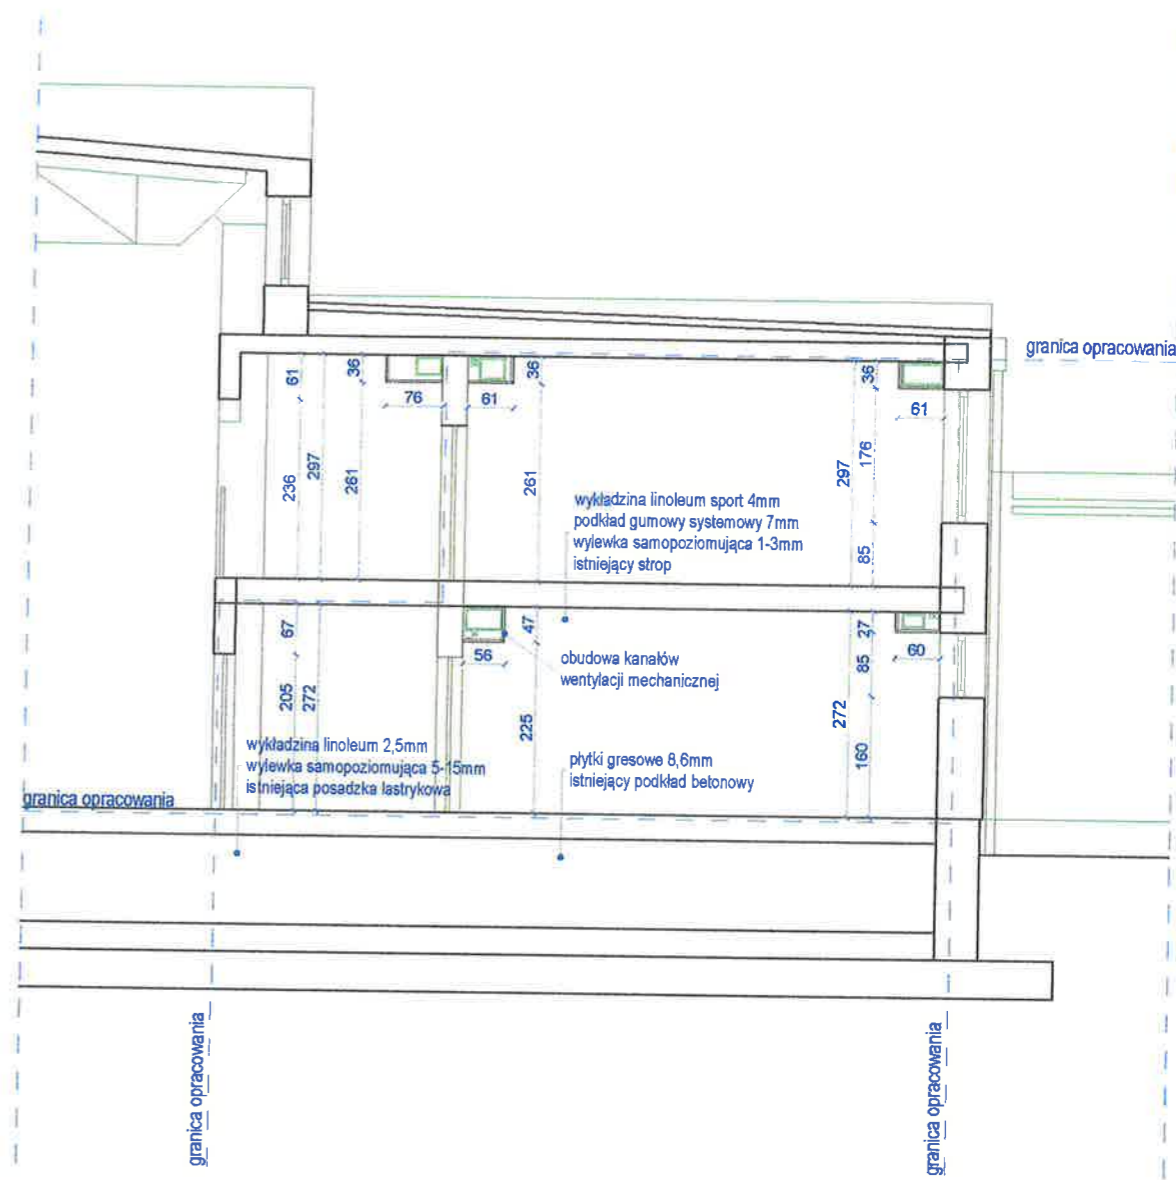 granica opracowania
61
36
36
36
76
61
61
176
297
236
261
261
297
wykładzina linoleum sport 4mm
podkład gumowy systemowy 7mm
wylewka samopoziomująca 1-3mm
istniejący strop
85
67
47
27
56
60
85
obudowa kanałów
wentylacji mechanicznej
205
272
225
272
160
wykładzina linoleum 2,5mm
wylewka samopoziomująca 5-15mm
istniejąca posadzka lastrykowa
płytki gresowe 8,6mm
istniejący podkład betonowy
granica opracowania
granica opracowania
granica opracowania